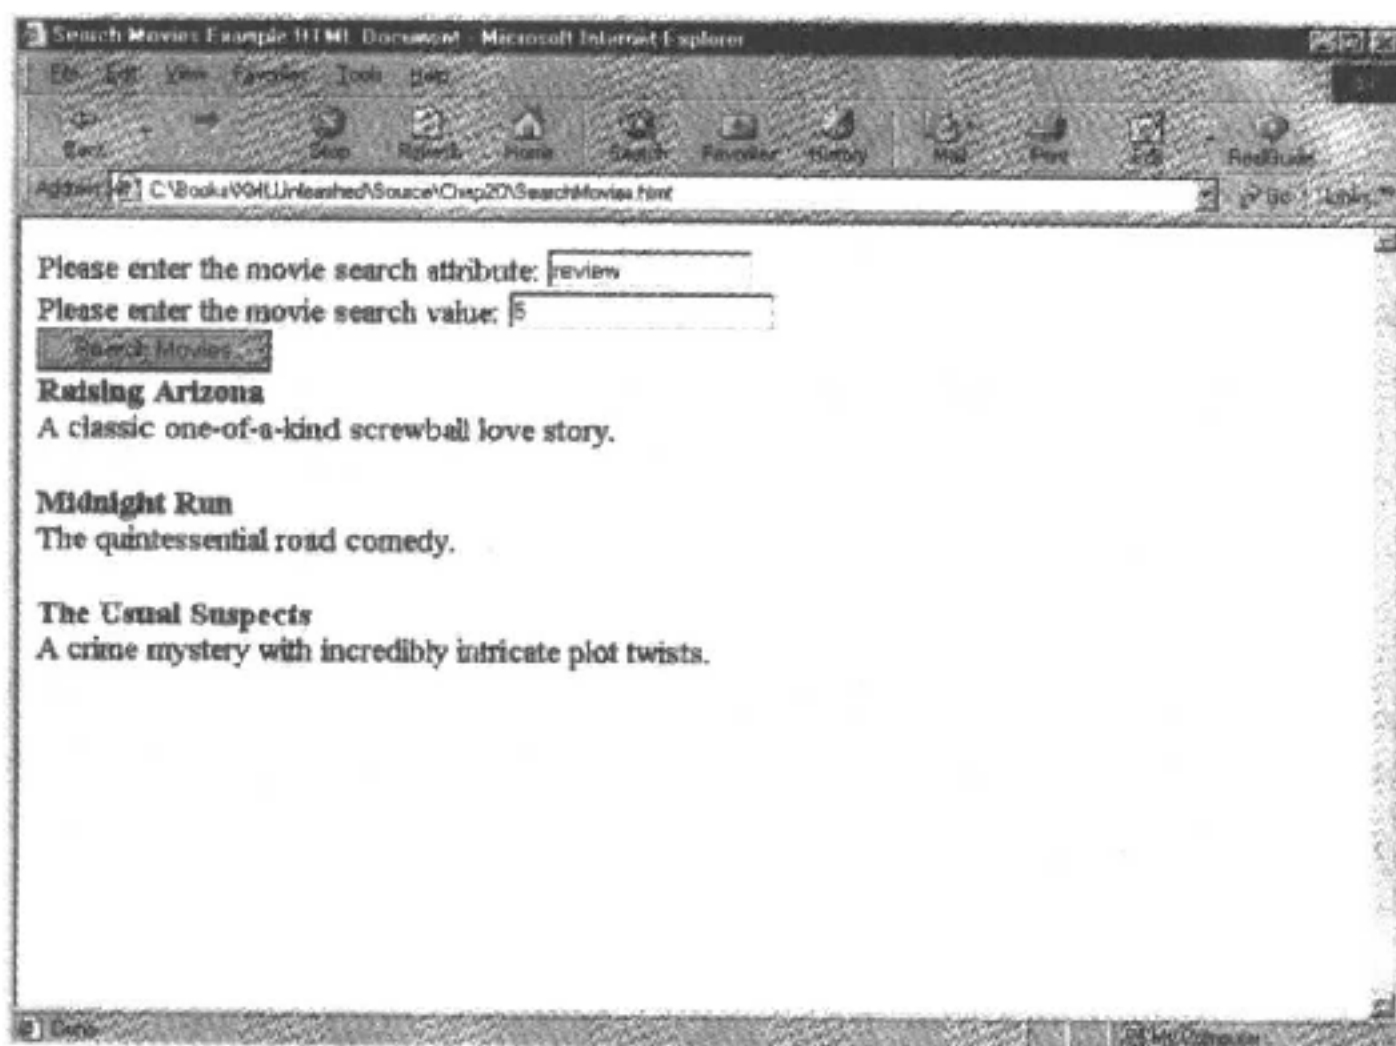 Search Movies Example HTML Document - Microsoft Internet Explorer
File Edit View Favorites Tools Help
Back Stop Refresh Home Search Favorites History Mail Print Edit RealGuide
Address C:\Books\XMLUnleashed\Source\Chap20\SearchMovies.html Go Links
Please enter the movie search attribute: review
Please enter the movie search value: 5
Search Movies
Raising Arizona
A classic one-of-a-kind screwball love story.
Midnight Run
The quintessential road comedy.
The Usual Suspects
A crime mystery with incredibly intricate plot twists.
Done My Computer